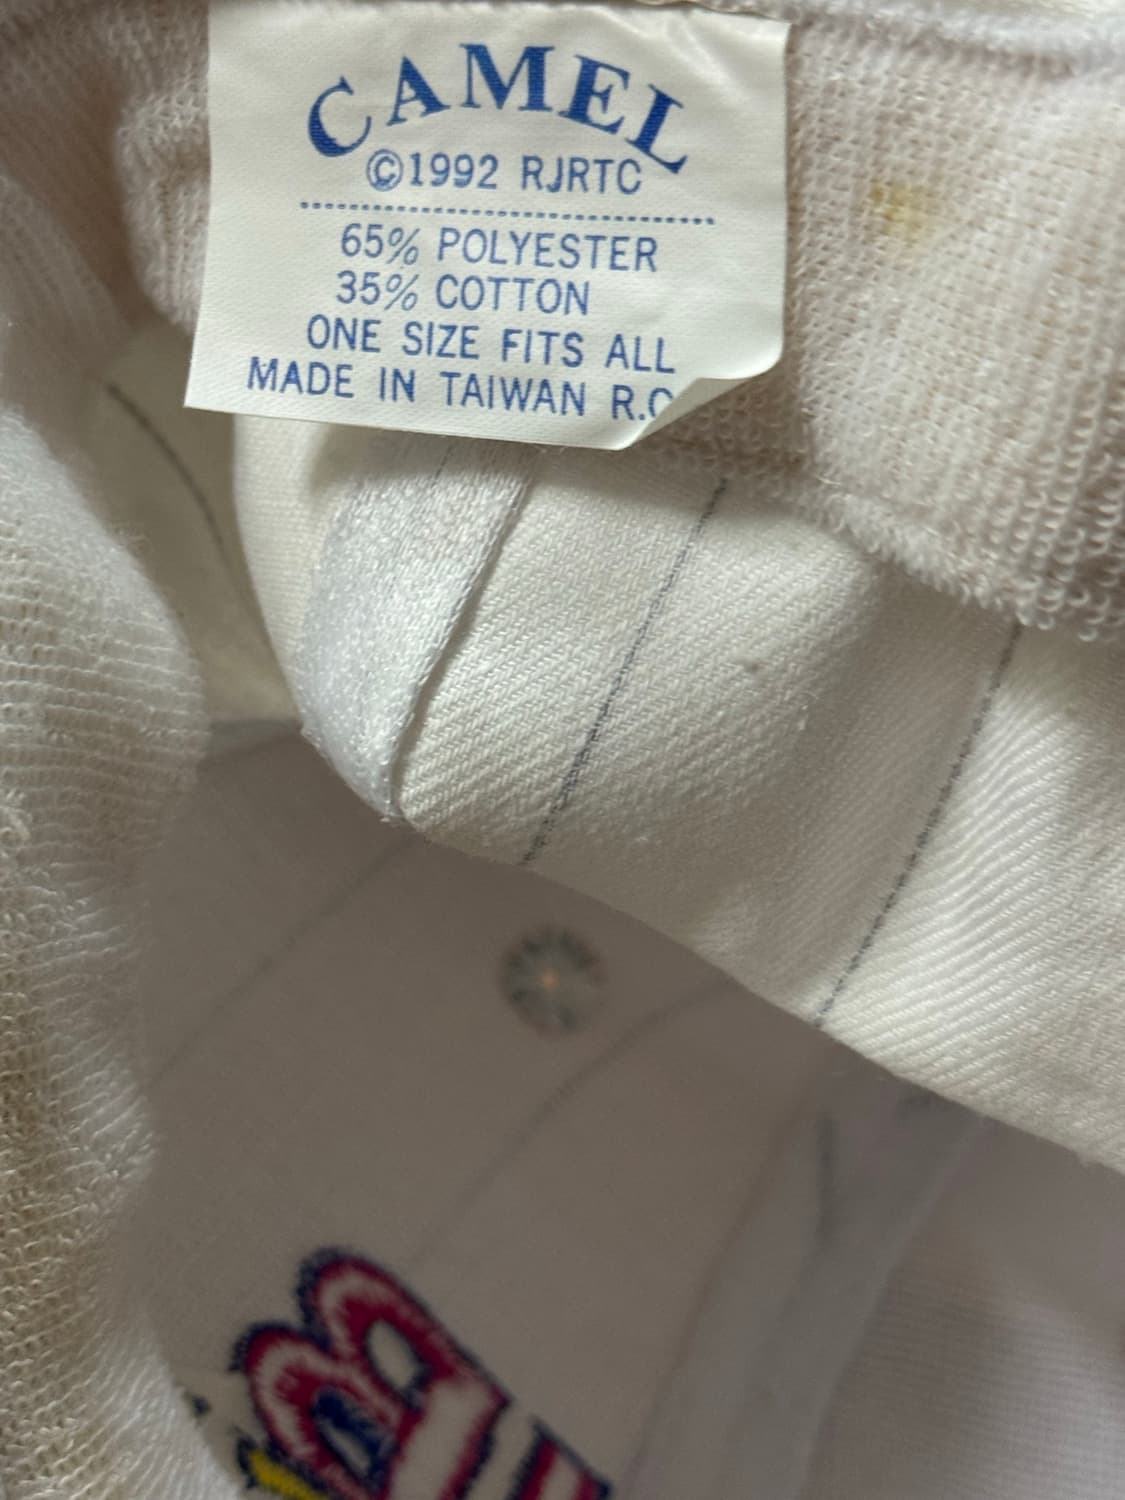 CAMEL
©1992 RJRTC
65% POLYESTER
35% COTTON
ONE SIZE FITS ALL
MADE IN TAIWAN R.O